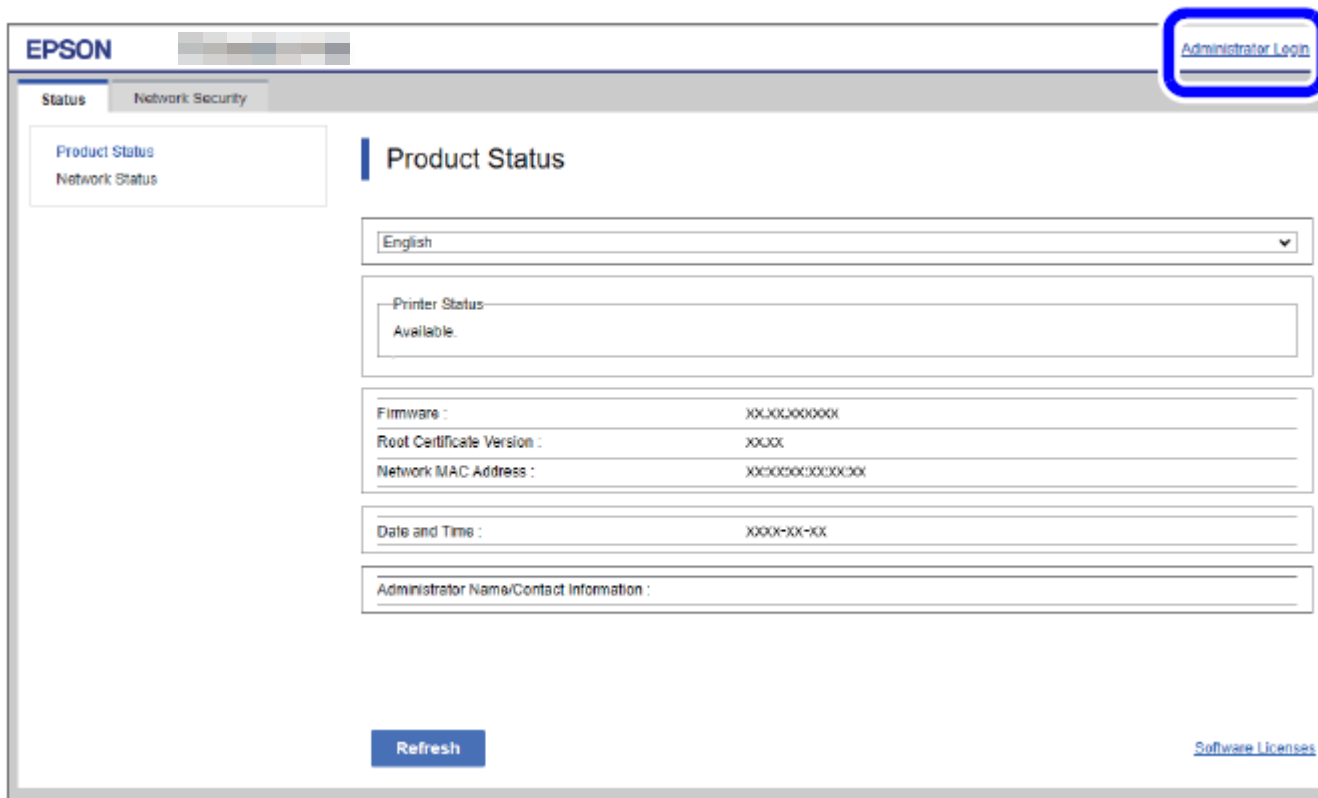 EPSON
Administrator Login
Status
Network Security
Product Status
Network Status
Product Status
English
Printer Status
Available.
Firmware : XX.XX.XXXXXX
Root Certificate Version : XX.XX
Network MAC Address : XX:XX:XX:XX:XX:XX
Date and Time : XXXX-XX-XX
Administrator Name/Contact Information :
Refresh
Software Licenses